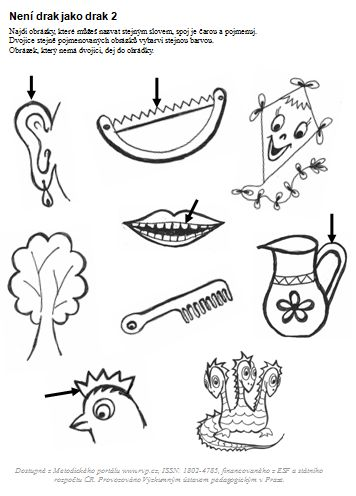 Není drak jako drak 2
Najdi obrázky, které můžeš nazvat stejným slovem, spoj je čarou a pojmenuj.
Dvojice stejně pojmenovaných obrázků vybarvi stejnou barvou.
Obrázek, který nemá dvojici, dej do ohrádky.
Dostupné z Metodického portálu www.rvp.cz, ISSN: 1802-4785, financovaného z ESF a státního
rozpočtu ČR. Provozováno Výzkumným ústavem pedagogickým v Praze.